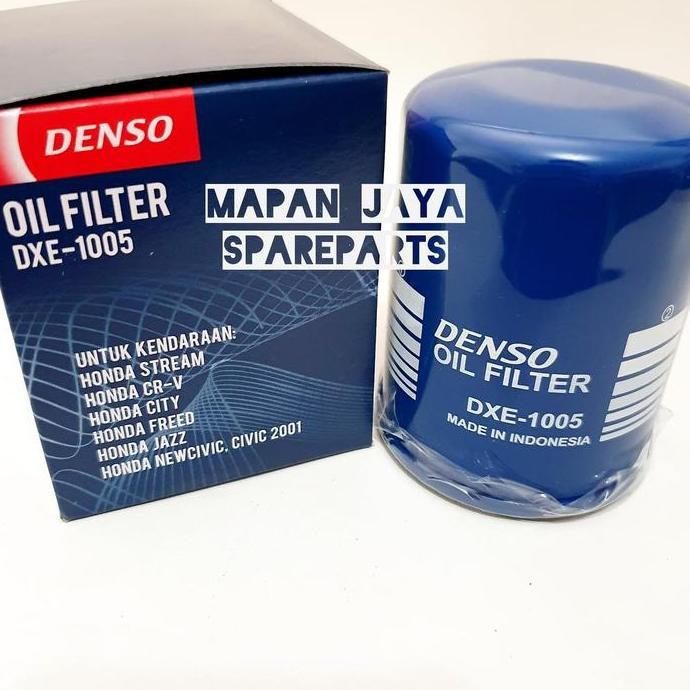 DENSO
OIL FILTER
DXE-1005
UNTUK KENDARAAN:
HONDA STREAM
HONDA CR-V
HONDA CITY
HONDA FREED
HONDA JAZZ
HONDA NEWCIVIC, CIVIC 2001
MAPAN JAYA
SPAREPARTS
DENSO
OIL FILTER
DXE-1005
MADE IN INDONESIA
②